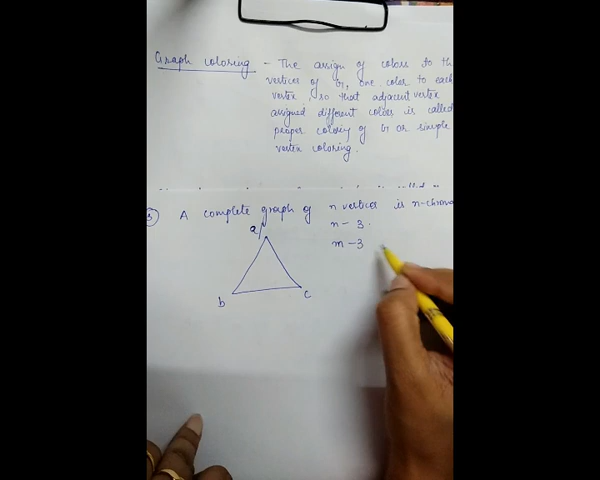 Graph coloring - The assign of colors to th
vertices of G, one color to each
vertex, so that adjacent vertex
assigned different colors is called
proper coloring of G or simple
vertex coloring.
3 A complete graph of n vertices is n-chrom
n - 3.
m - 3
a
b
c